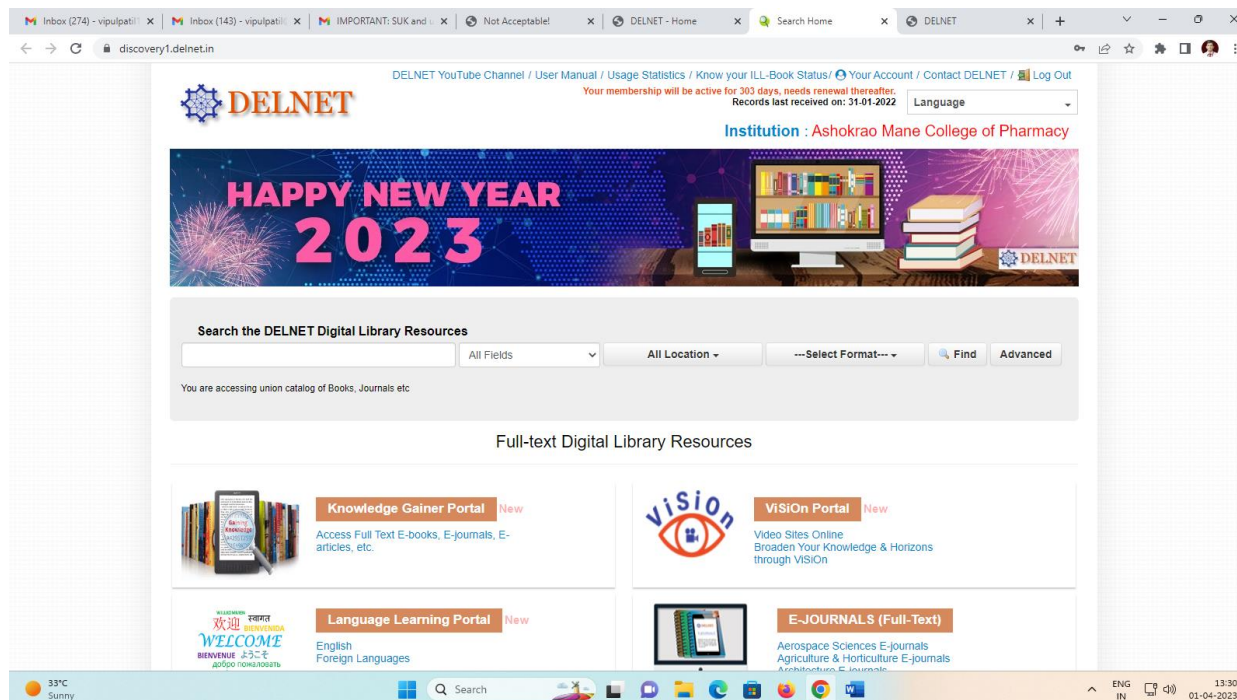 Inbox (274) - vipulpatil
Inbox (143) - vipulpatil
IMPORTANT: SUK and
Not Acceptable!
DELNET - Home
Search Home
DELNET
discovery1.delnet.in
DELNET YouTube Channel / User Manual / Usage Statistics / Know your ILL-Book Status/ Your Account / Contact DELNET / Log Out
DELNET
Your membership will be active for 303 days, needs renewal thereafter.
Records last received on: 31-01-2022
Language
Institution : Ashokrao Mane College of Pharmacy
HAPPY NEW YEAR
2023
DELNET
Search the DELNET Digital Library Resources
All Fields
All Location
---Select Format---
Find
Advanced
You are accessing union catalog of Books, Journals etc
Full-text Digital Library Resources
Gaining
Knowledge
Knowledge Gainer Portal New
Access Full Text E-books, E-journals, E-
articles, etc.
ViSiOn
ViSiOn Portal New
Video Sites Online
Broaden Your Knowledge & Horizons
through ViSiOn
欢迎 स्वागत
BIENVENIDA
WELCOME
BIENVENUE ようこそ
добро пожаловать
Language Learning Portal New
English
Foreign Languages
E-JOURNALS (Full-Text)
Aerospace Sciences E-journals
Agriculture & Horticulture E-journals
Architecture E-journals
33°C
Sunny
Search
ENG
IN
13:30
01-04-2023